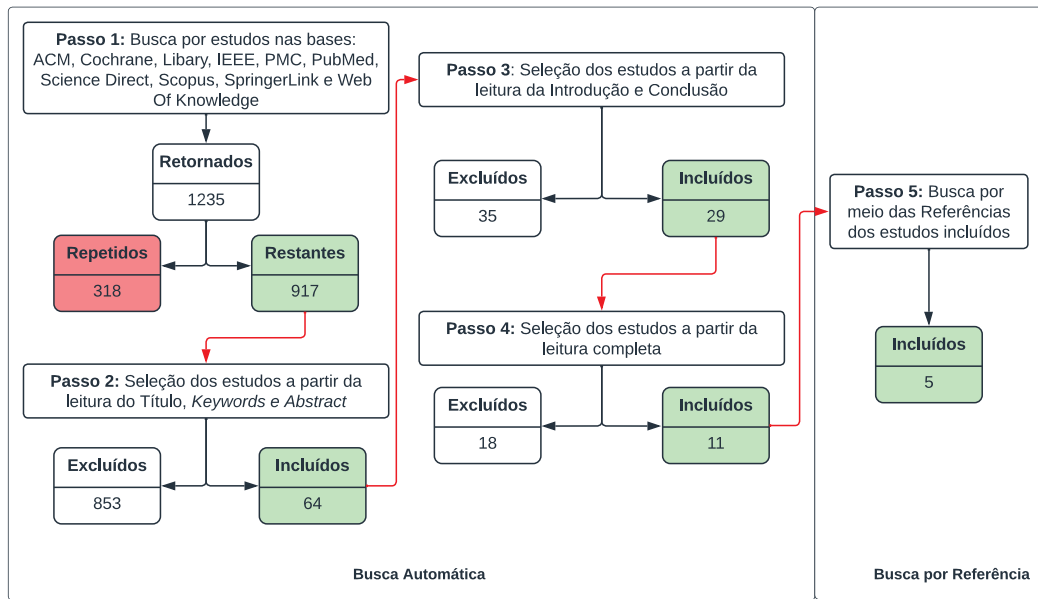 Passo 1: Busca por estudos nas bases:
ACM, Cochrane, Libary, IEEE, PMC, PubMed,
Science Direct, Scopus, SpringerLink e Web
Of Knowledge
Retornados
1235
Repetidos
318
Restantes
917
Passo 2: Seleção dos estudos a partir da
leitura do Título, Keywords e Abstract
Excluídos
853
Incluídos
64
Passo 3: Seleção dos estudos a partir da
leitura da Introdução e Conclusão
Excluídos
35
Incluídos
29
Passo 4: Seleção dos estudos a partir da
leitura completa
Excluídos
18
Incluídos
11
Busca Automática
Passo 5: Busca por
meio das Referências
dos estudos incluídos
Incluídos
5
Busca por Referência